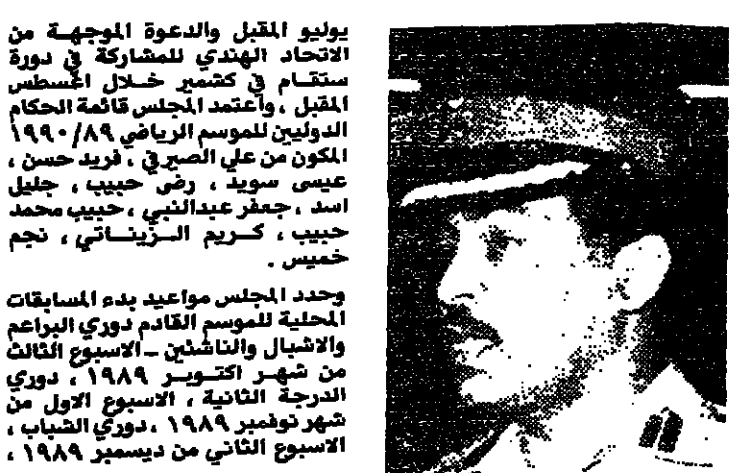 يوليو المقبل والدعوة الموجهة من
الاتحاد الهندي للمشاركة في دورة
ستقام في كشمير خلال اغسطس
المقبل ، واعتمد المجلس قائمة الحكام
الدوليين للموسم الرياضي ٨٩/ ١٩٩٠
المكون من علي الصيرفي ، فريد حسن ،
عيسى سويد ، رضى حبيب ، جليل
اسد ، جعفر عبدالنبي ، حبيب محمد
حبيب ، كريم الزيناتي ، نجم
خميس .
وحدد المجلس مواعيد بدء المسابقات
المحلية للموسم القادم دوري البراعم
والاشبال والناشئين ــ الاسبوع الثالث
من شهر اكتوبر ١٩٨٩ ، دوري
الدرجة الثانية ، الاسبوع الاول من
شهر نوفمبر ١٩٨٩ ، دوري الشباب ،
الاسبوع الثاني من ديسمبر ١٩٨٩ ،